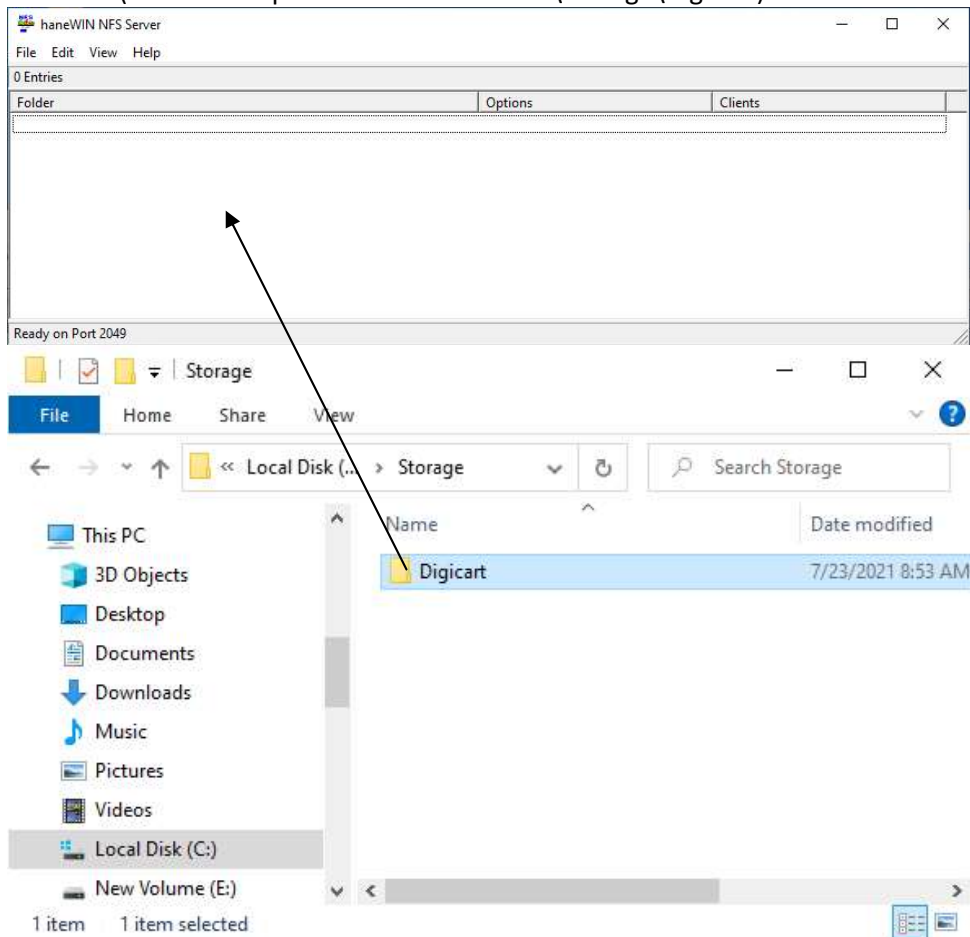 haneWIN NFS Server
File Edit View Help
0 Entries
Folder Options Clients
Ready on Port 2049
Storage
File Home Share View
« Local Disk (... › Storage Search Storage
Name Date modified
This PC
Digicart 7/23/2021 8:53 AM
3D Objects
Desktop
Documents
Downloads
Music
Pictures
Videos
Local Disk (C:)
New Volume (E:)
1 item 1 item selected